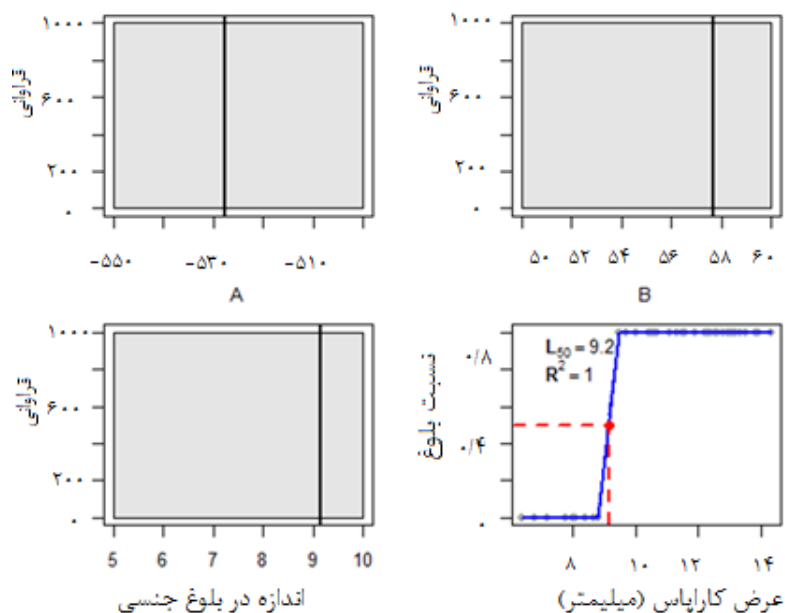 ۱۰۰۰
۶۰۰
۲۰۰
۰
فراوانی
-۵۵۰ -۵۳۰ -۵۱۰
A
۱۰۰۰
۶۰۰
۲۰۰
۰
فراوانی
۵۰ ۵۲ ۵۴ ۵۶ ۵۸ ۶۰
B
۱۰۰۰
۶۰۰
۲۰۰
۰
فراوانی
5 6 7 8 9 10
اندازه در بلوغ جنسی
L50 = 9.2
R2 = 1
۰/۸
۰/۴
۰
نسبت بلوغ
۸ ۱۰ ۱۲ ۱۴
عرض کاراپاس (میلیمتر)